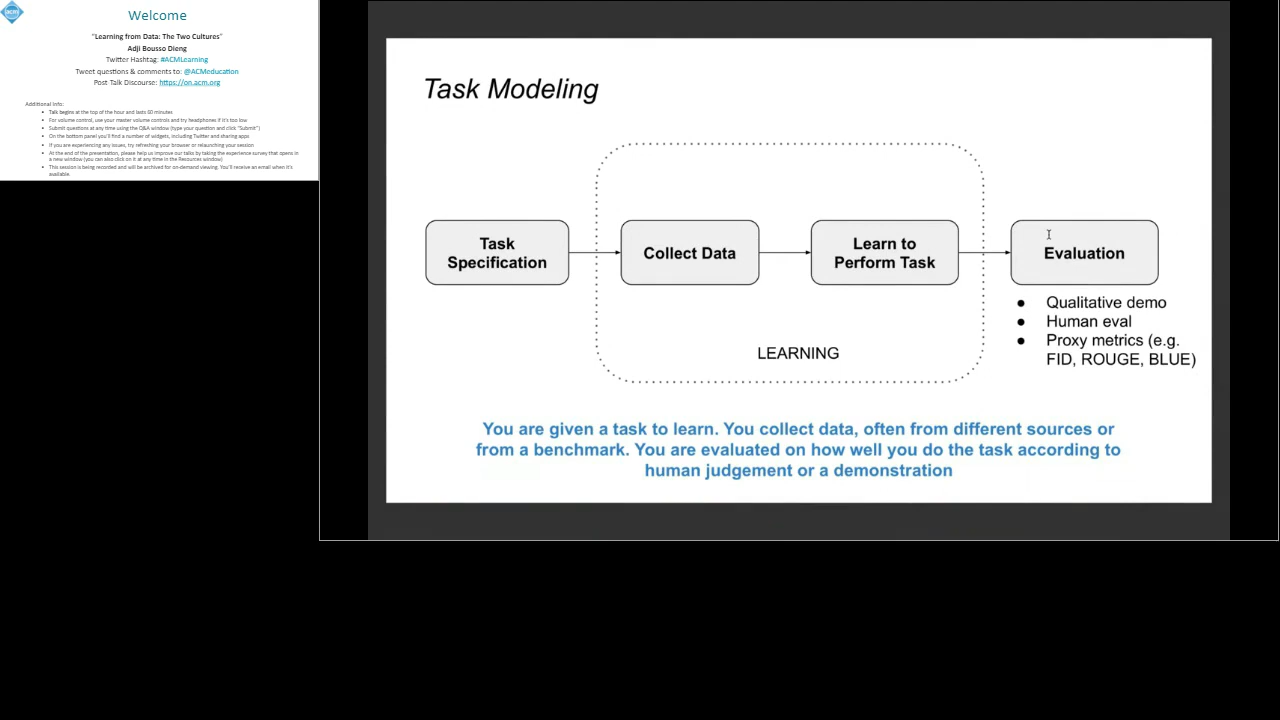 acm
Welcome
"Learning from Data: The Two Cultures"
Adji Bousso Dieng
Twitter Hashtag: #ACMLearning
Tweet questions & comments to: @ACMeducation
Post-Talk Discourse: https://on.acm.org
Additional Info:
• Talk begins at the top of the hour and lasts 60 minutes
• For volume control, use your master volume controls and try headphones if it's too low
• Submit questions at any time using the Q&A window (type your question and click "Submit")
• On the bottom panel you'll find a number of widgets, including Twitter and sharing apps
• If you are experiencing any issues, try refreshing your browser or relaunching your session
• At the end of the presentation, please help us improve our talks by taking the experience survey that opens in
a new window (you can also click on it at any time in the Resources window)
• This session is being recorded and will be archived for on-demand viewing. You'll receive an email when it's
available.
Task Modeling
Task
Specification
Collect Data
Learn to
Perform Task
Evaluation
● Qualitative demo
● Human eval
● Proxy metrics (e.g.
FID, ROUGE, BLUE)
LEARNING
You are given a task to learn. You collect data, often from different sources or
from a benchmark. You are evaluated on how well you do the task according to
human judgement or a demonstration